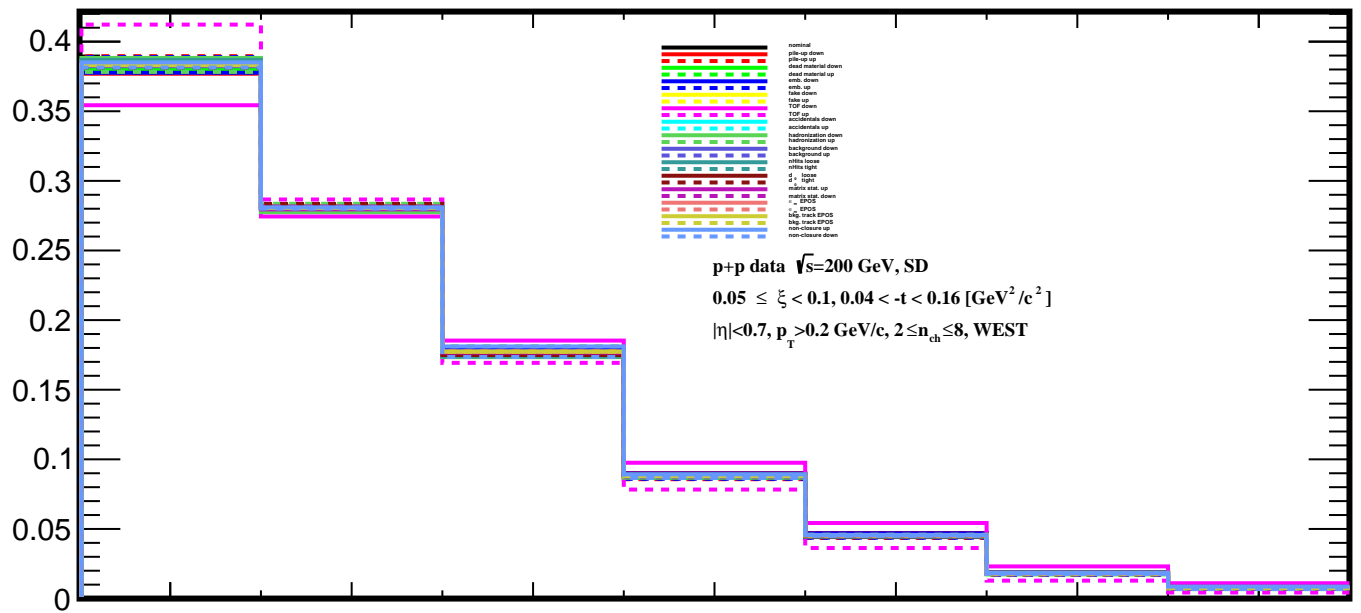 0.4
0.35
0.3
0.25
0.2
0.15
0.1
0.05
0
nominal
pile-up down
pile-up up
dead material down
dead material up
emb. down
emb. up
fake down
fake up
TOF down
TOF up
accidentals down
accidentals up
hadronization down
hadronization up
background down
background up
nHits loose
nHits tight
d0 loose
d0 tight
matrix stat. up
matrix stat. down
EPOS
EPOS
bkg. track EPOS
bkg. track EPOS
non-closure up
non-closure down
p+p data √s=200 GeV, SD
0.05 ≤ ξ < 0.1, 0.04 < -t < 0.16 [GeV²/c²]
|η|<0.7, p_T>0.2 GeV/c, 2≤n_ch≤8, WEST